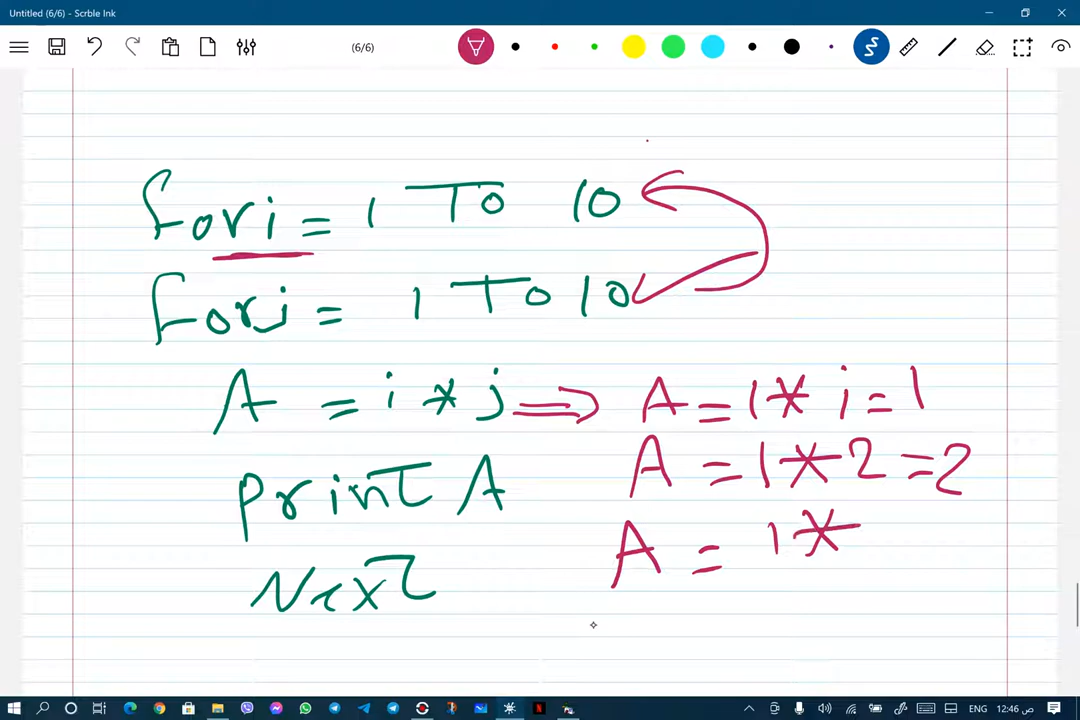 Untitled (6/6) - Scrble Ink
(6/6)
For i = 1 To 10
For j = 1 To 10
A = i * j ⇒ A = 1 * i = 1
print A A = 1 * 2 = 2
A = 1 *
Next
ENG 12:46 ص